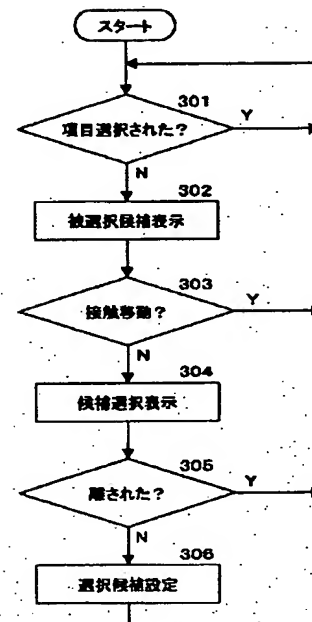 スタート
301
項目選択された?
Y
N
302
被選択候補表示
303
接触移動?
Y
N
304
候補選択表示
305
離された?
Y
N
306
選択候補設定